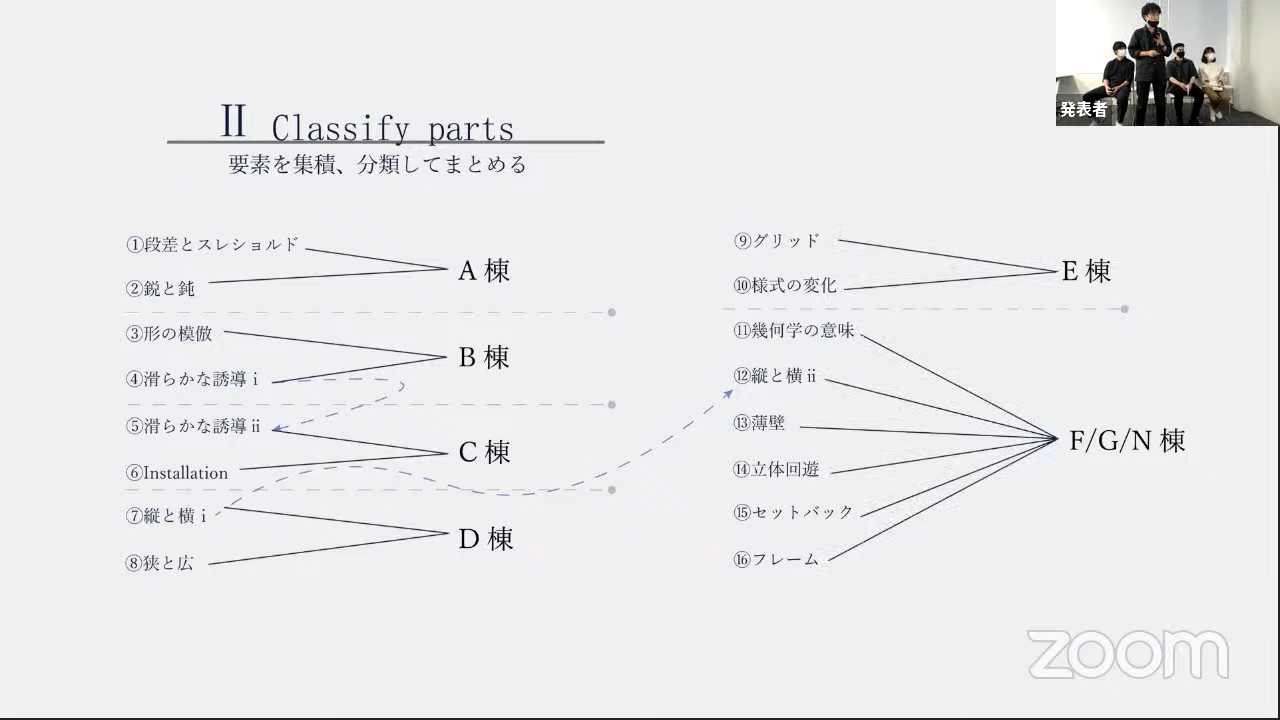 Ⅱ Classify parts
要素を集積、分類してまとめる
①段差とスレショルド
②鋭と鈍
A 棟
③形の模倣
④滑らかな誘導ⅰ
B 棟
⑤滑らかな誘導ⅱ
⑥Installation
C 棟
⑦縦と横ⅰ
⑧狭と広
D 棟
⑨グリッド
⑩様式の変化
E 棟
⑪幾何学の意味
⑫縦と横ⅱ
⑬薄壁
⑭立体回遊
⑮セットバック
⑯フレーム
F/G/N 棟
発表者
zoom